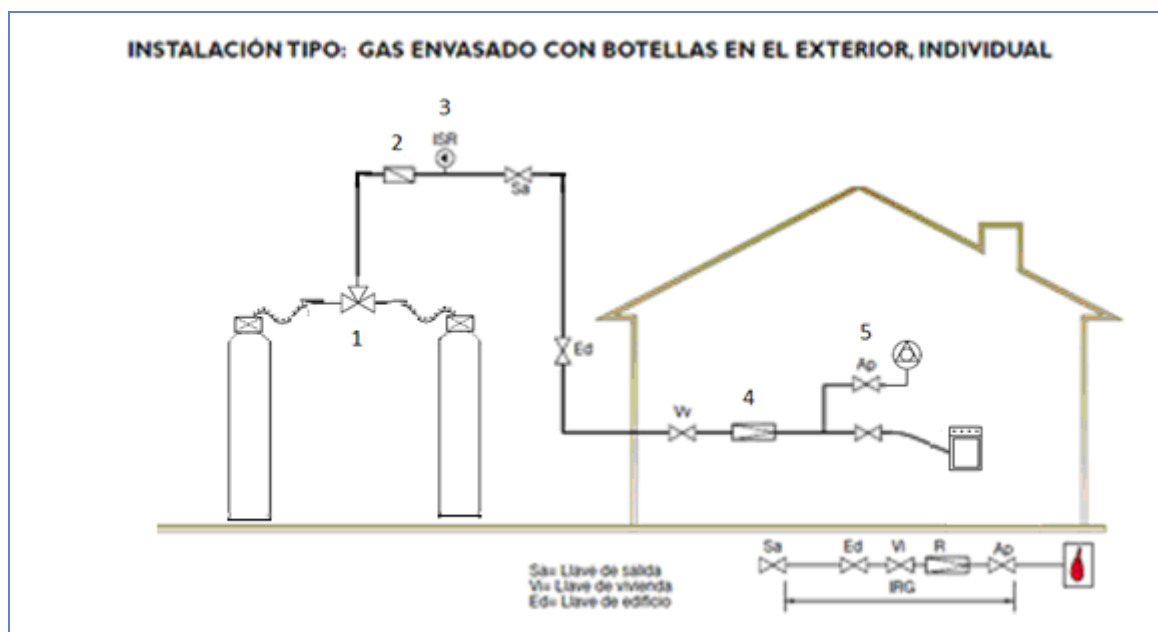 INSTALACIÓN TIPO: GAS ENVASADO CON BOTELLAS EN EL EXTERIOR, INDIVIDUAL
3
2
ISR
Sa
1
Ed
5
Ap
4
Vv
Sa Ed Vi R Ap
IRG
Sa= Llave de salida
Vi= Llave de vivienda
Ed= Llave de edificio